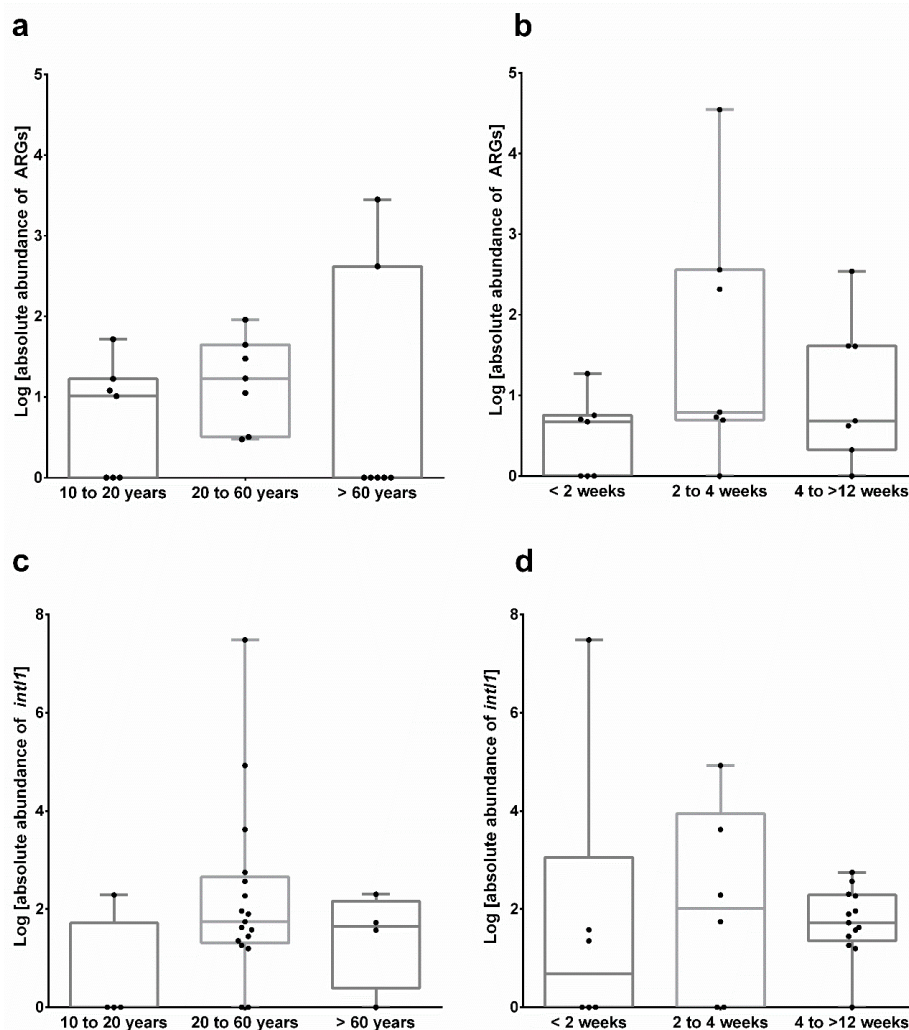 a
b
Log [absolute abundance of ARGs]
5
4
3
2
1
0
10 to 20 years
20 to 60 years
> 60 years
Log [absolute abundance of ARGs]
5
4
3
2
1
0
< 2 weeks
2 to 4 weeks
4 to >12 weeks
c
d
Log [absolute abundance of intl1]
8
6
4
2
0
10 to 20 years
20 to 60 years
> 60 years
Log [absolute abundance of intl1]
8
6
4
2
0
< 2 weeks
2 to 4 weeks
4 to >12 weeks